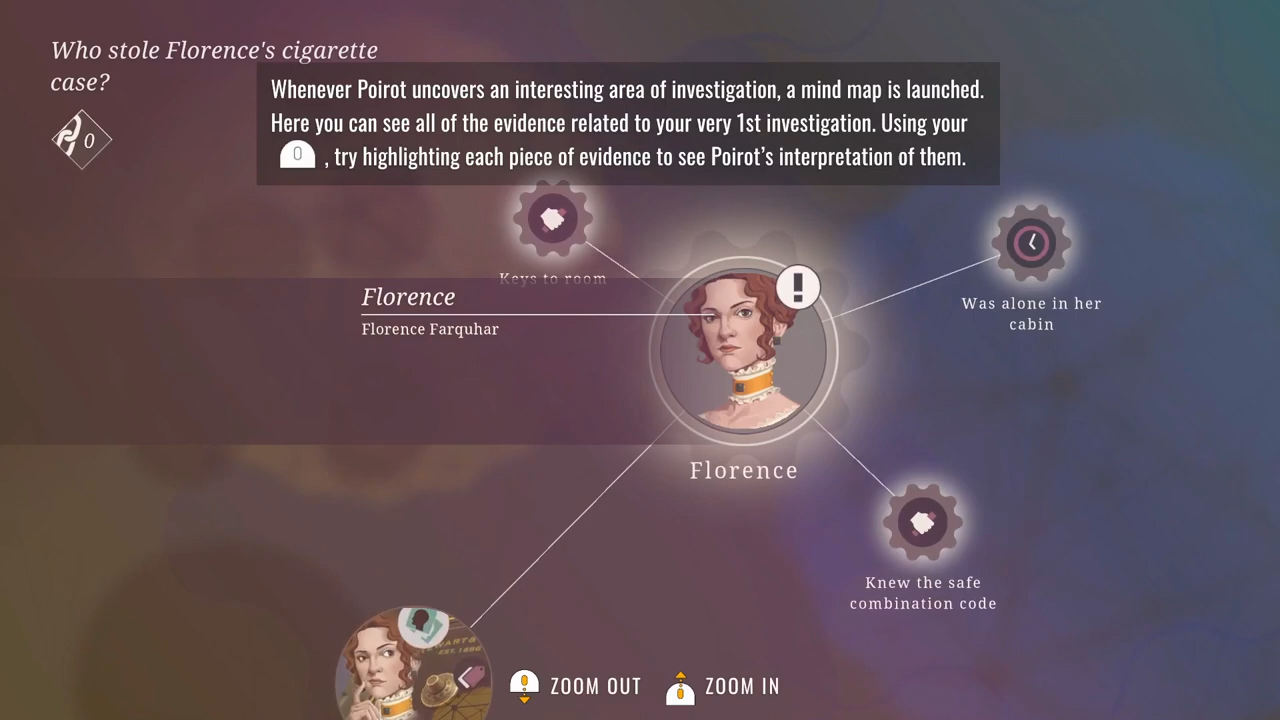 Who stole Florence's cigarette
case?
0
Whenever Poirot uncovers an interesting area of investigation, a mind map is launched.
Here you can see all of the evidence related to your very 1st investigation. Using your
, try highlighting each piece of evidence to see Poirot’s interpretation of them.
Keys to room
Florence
Florence Farquhar
Was alone in her
cabin
Florence
Knew the safe
combination code
EST. 1886
ZOOM OUT
ZOOM IN